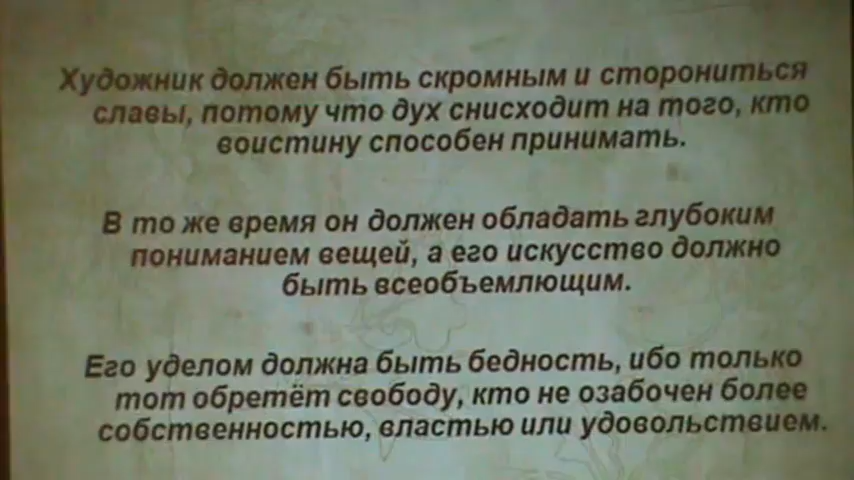 Художник должен быть скромным и сторониться
славы, потому что дух снисходит на того, кто
воистину способен принимать.
В то же время он должен обладать глубоким
пониманием вещей, а его искусство должно
быть всеобъемлющим.
Его уделом должна быть бедность, ибо только
тот обретёт свободу, кто не озабочен более
собственностью, властью или удовольствием.